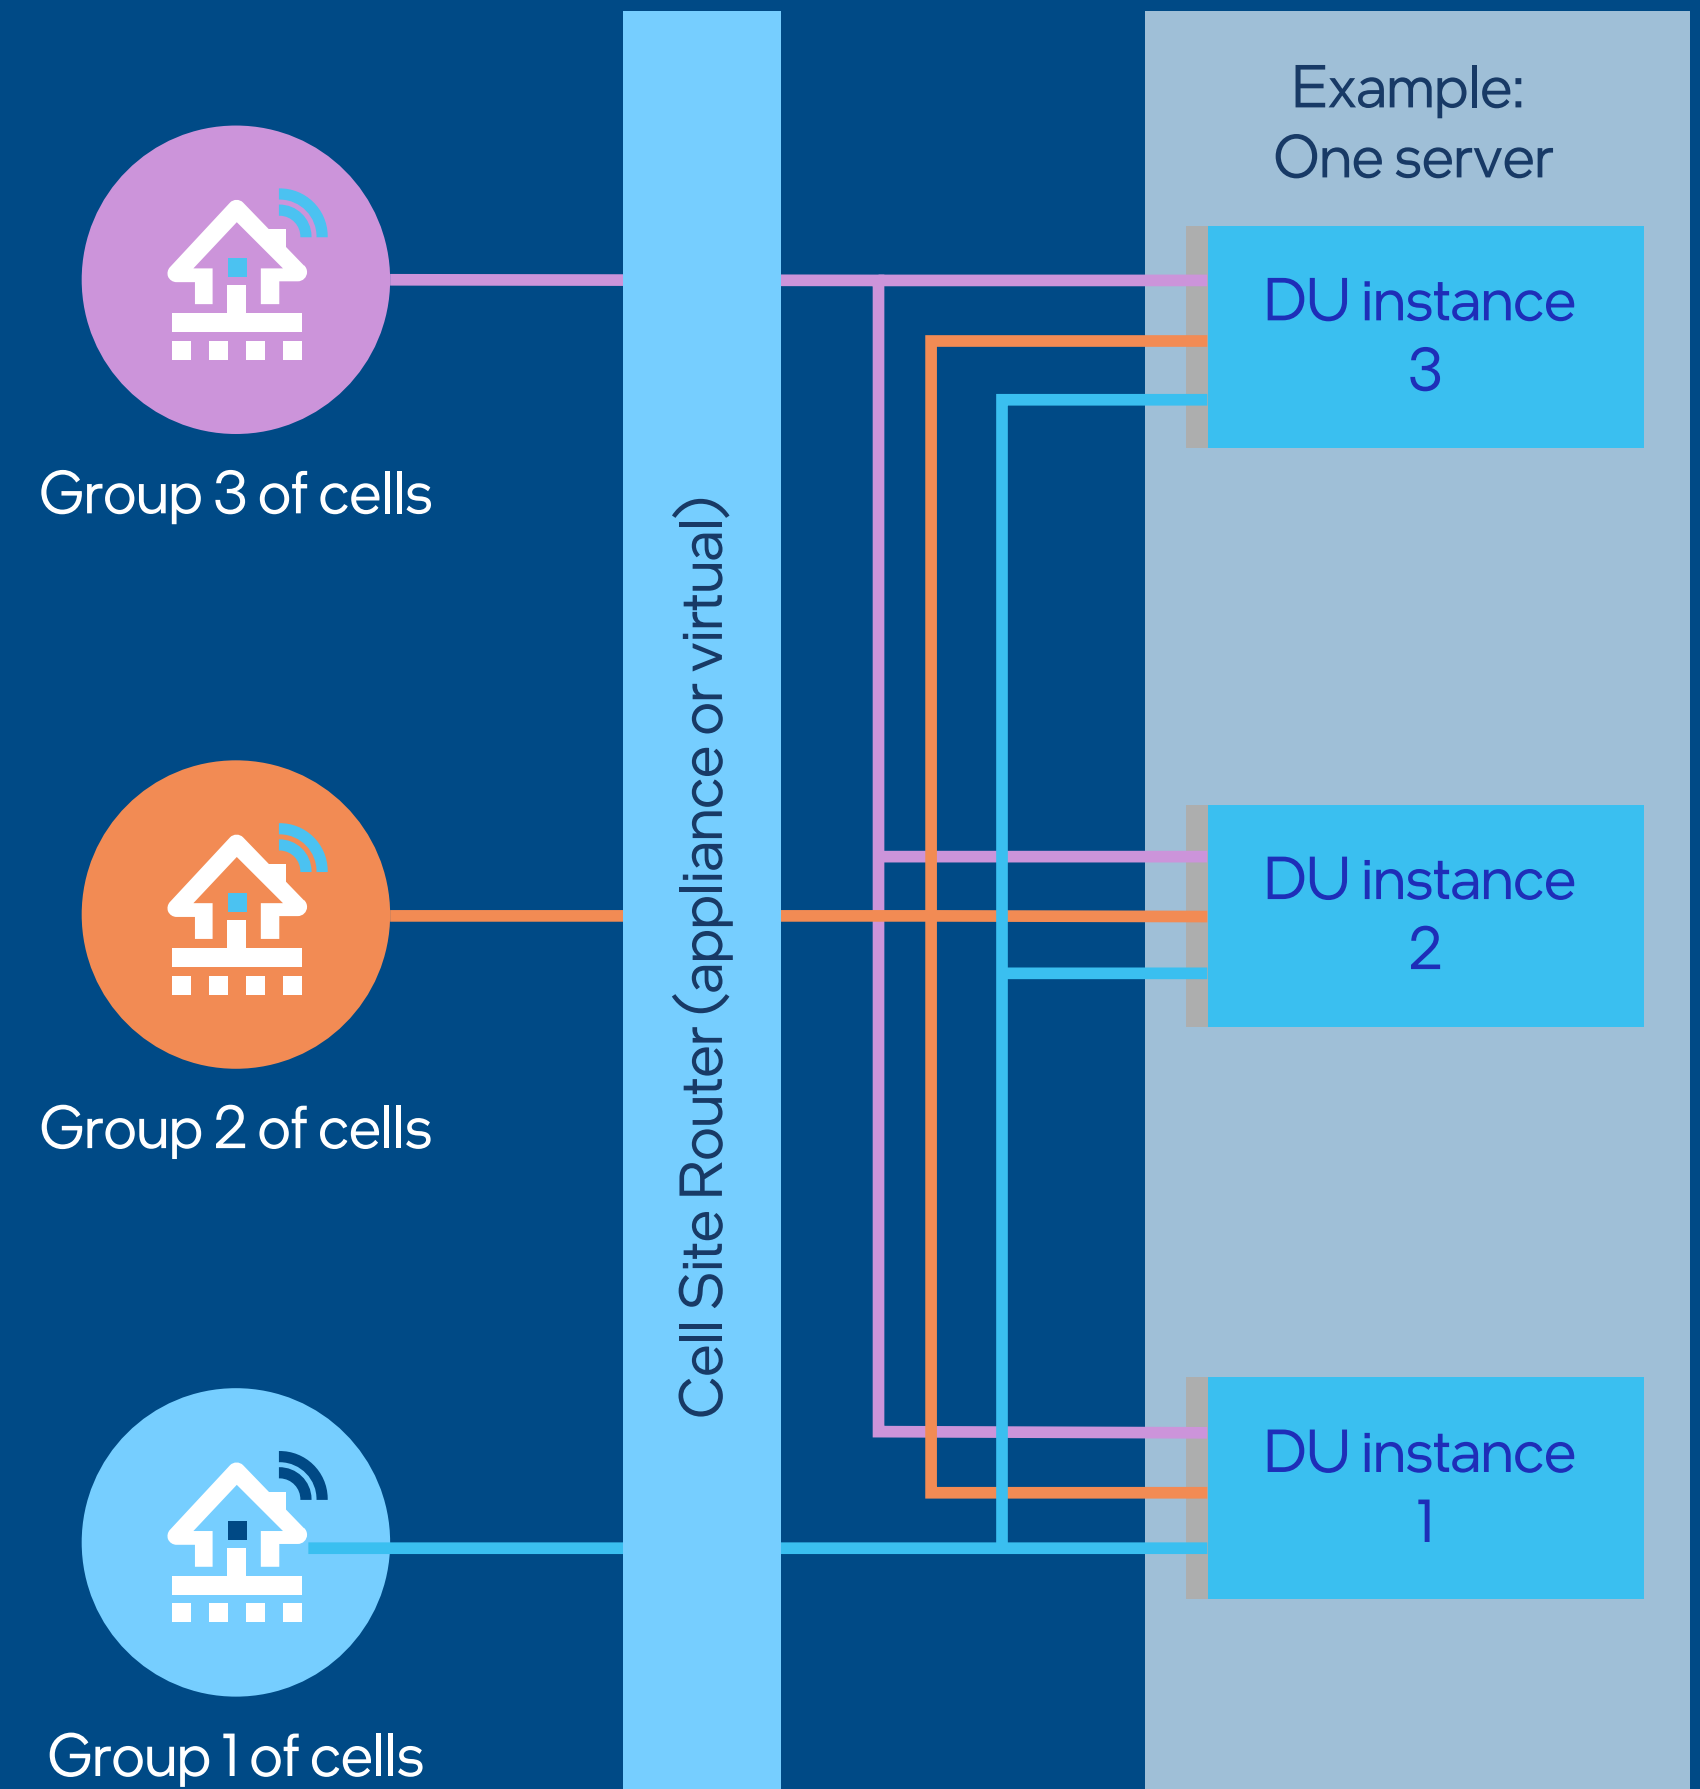 Example:
One server
DU instance
3
Group 3 of cells
Cell Site Router (appliance or virtual)
DU instance
2
Group 2 of cells
DU instance
1
Group 1 of cells